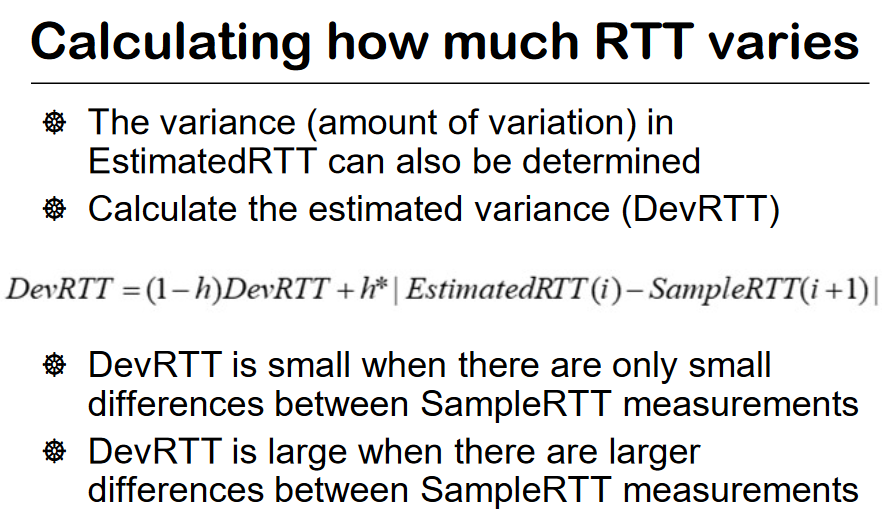 Calculating how much RTT varies
☸ The variance (amount of variation) in
EstimatedRTT can also be determined
☸ Calculate the estimated variance (DevRTT)
DevRTT = (1 − h)DevRTT + h* | EstimatedRTT(i) − SampleRTT(i +1) |
☸ DevRTT is small when there are only small
differences between SampleRTT measurements
☸ DevRTT is large when there are larger
differences between SampleRTT measurements